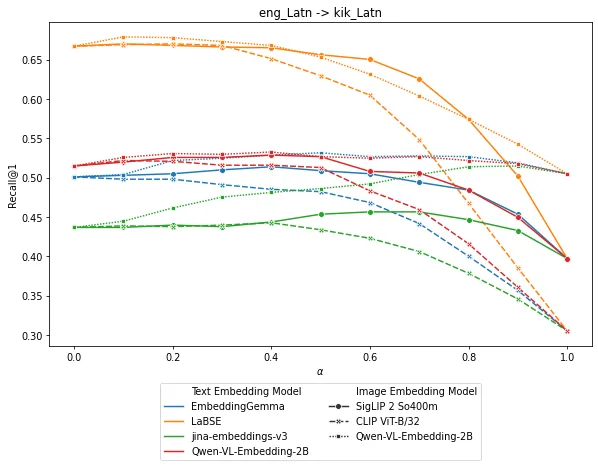 eng_Latn -> kik_Latn
Recall@1
0.65
0.60
0.55
0.50
0.45
0.40
0.35
0.30
0.0
0.2
0.4
0.6
0.8
1.0
α
Text Embedding Model
EmbeddingGemma
LaBSE
jina-embeddings-v3
Qwen-VL-Embedding-2B
Image Embedding Model
SigLIP 2 So400m
CLIP ViT-B/32
Qwen-VL-Embedding-2B